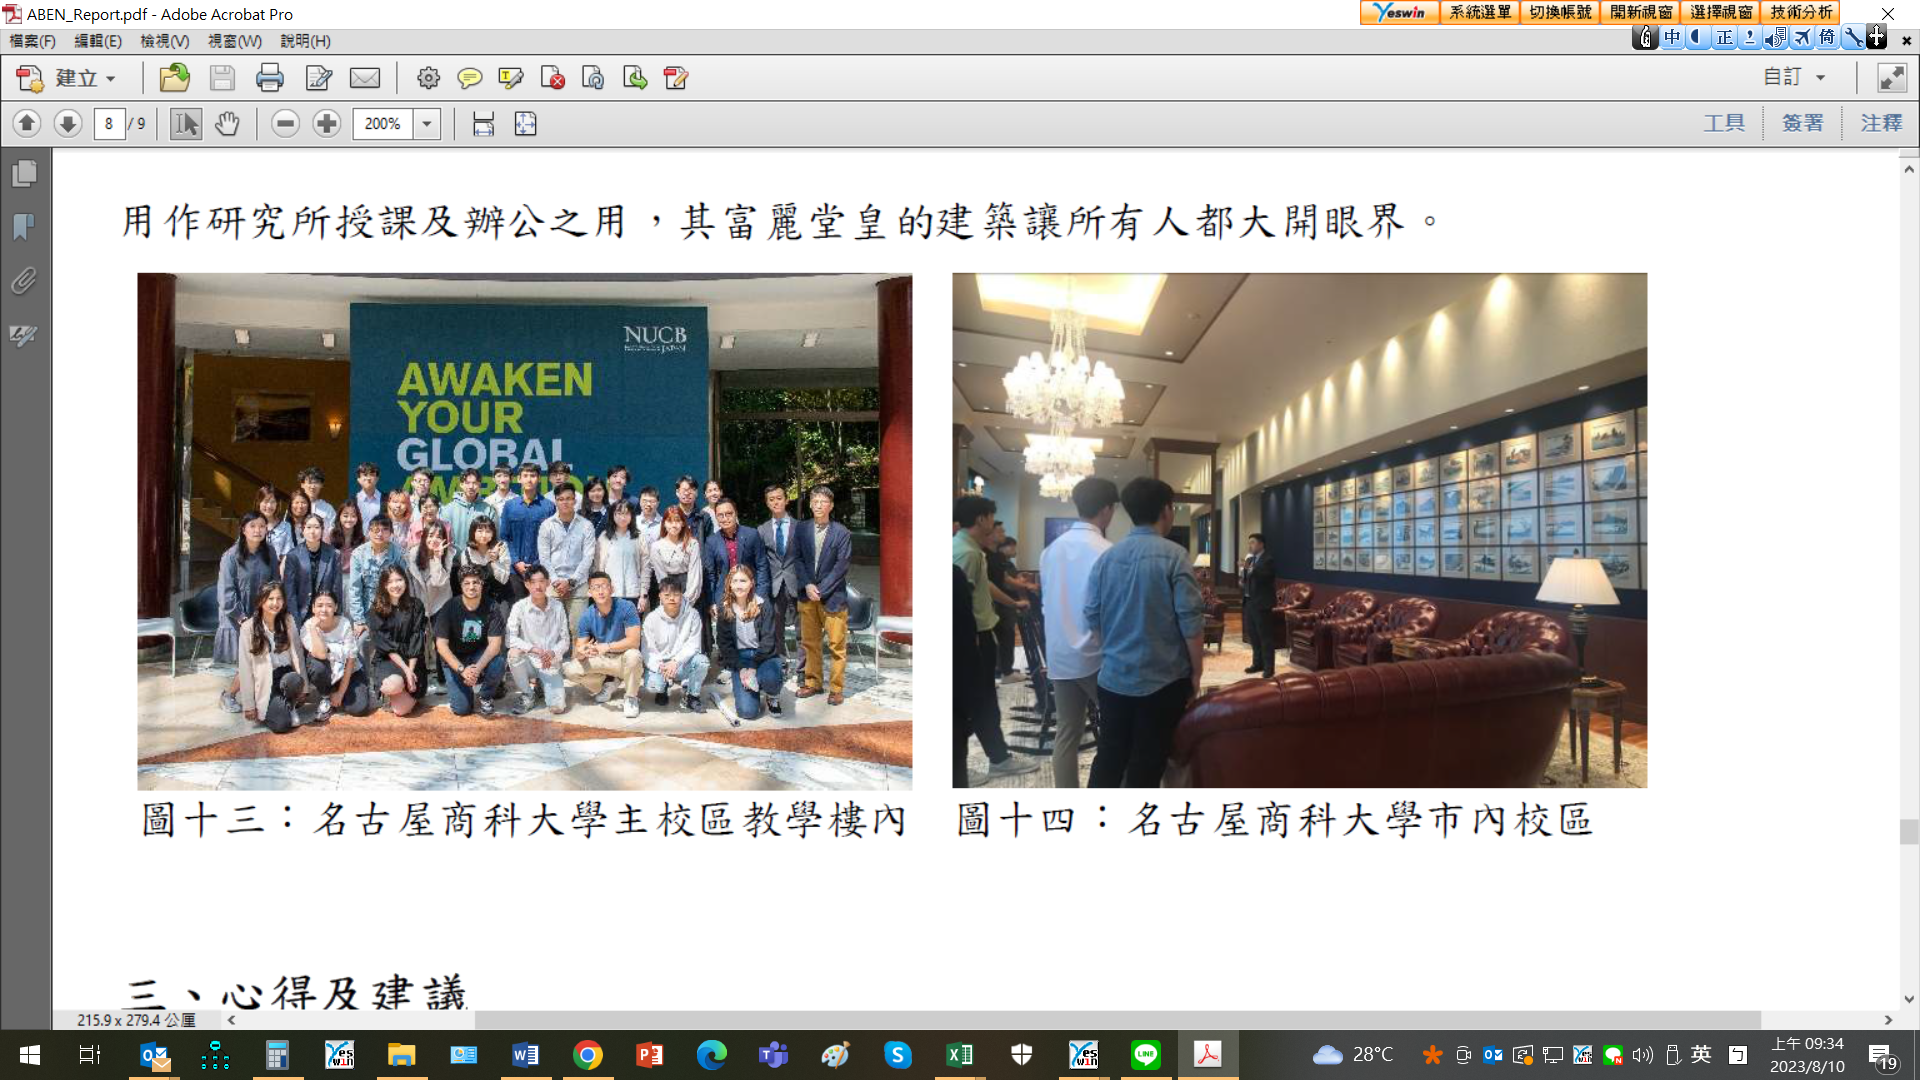 ABEN_Report.pdf - Adobe Acrobat Pro
Yeswin 系統選單 切換帳號 開新視窗 選擇視窗 技術分析
檔案(F) 編輯(E) 檢視(V) 視窗(W) 說明(H)
中 正 倚
建立
自訂
8 / 9
200%
工具 簽署 注釋
用作研究所授課及辦公之用，其富麗堂皇的建築讓所有人都大開眼界。
NUCB
AWAKEN
YOUR
GLOBAL
圖十三：名古屋商科大學主校區教學樓內
圖十四：名古屋商科大學市內校區
三、心得及建議
215.9 x 279.4 公厘
28°C
英
上午 09:34
2023/8/10
19